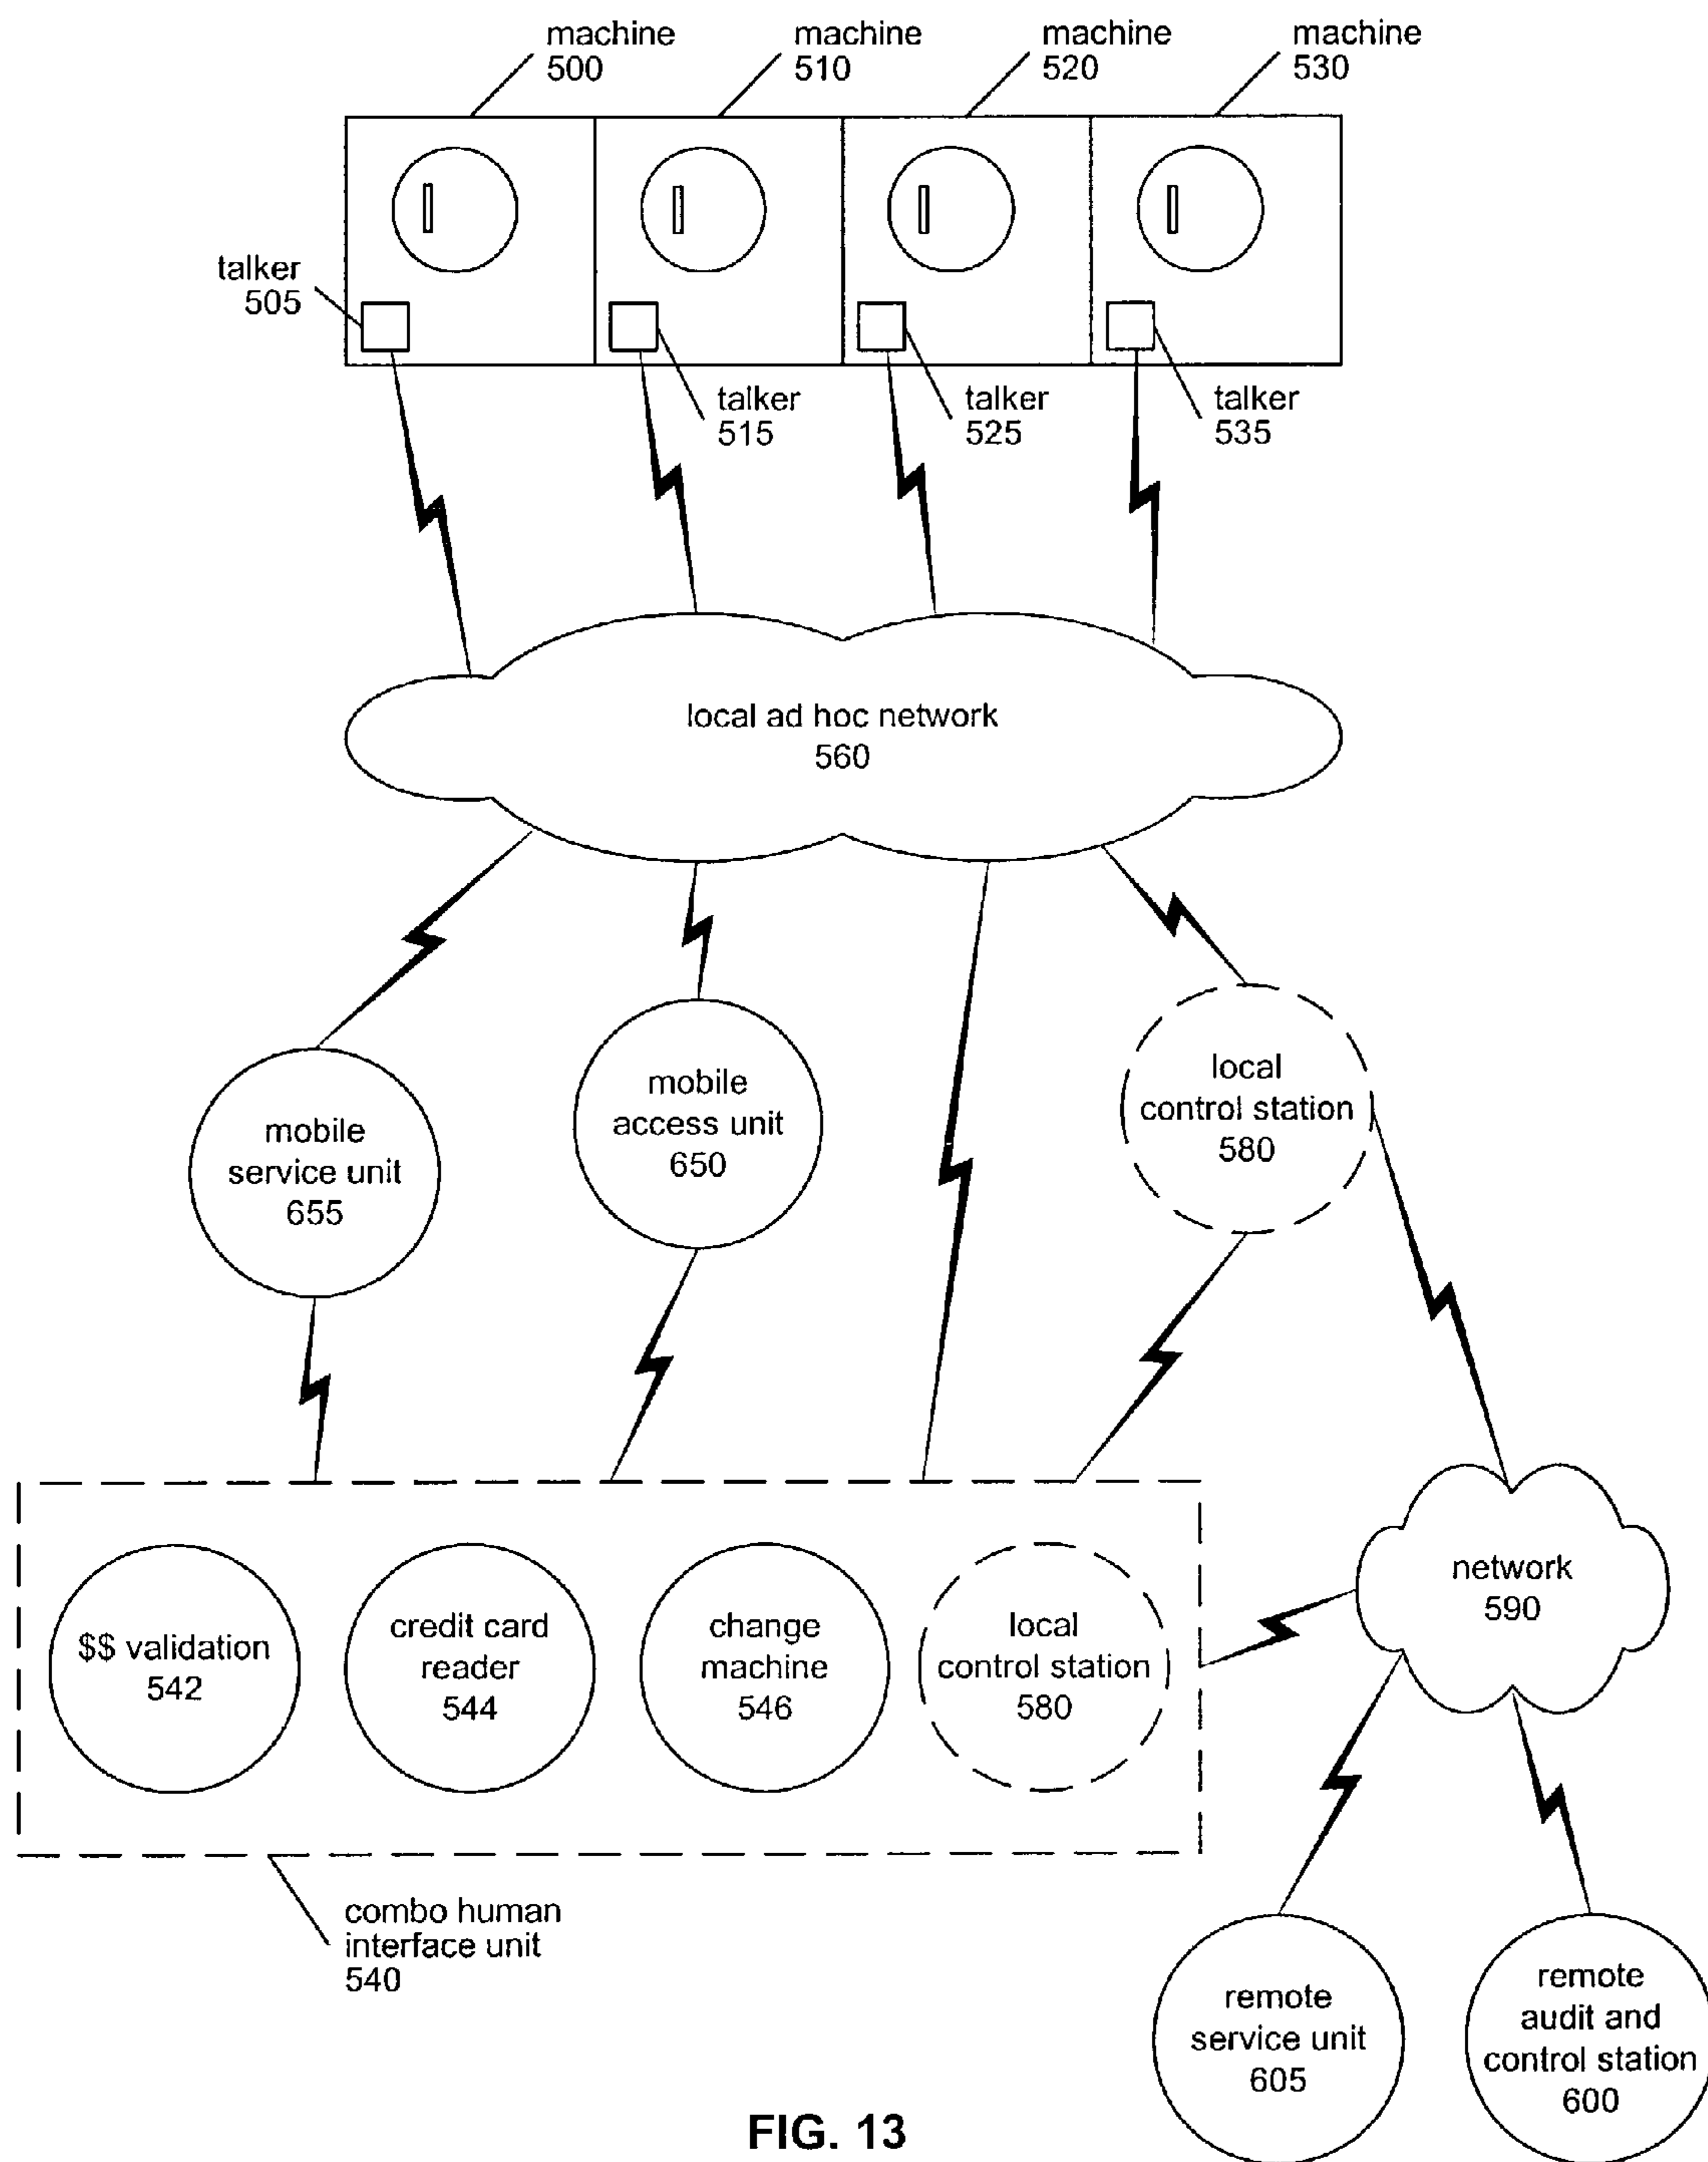 machine
500
machine
510
machine
520
machine
530
talker
505
talker
515
talker
525
talker
535
local ad hoc network
560
mobile
service unit
655
mobile
access unit
650
local
control station
580
$$ validation
542
credit card
reader
544
change
machine
546
local
control station
580
network
590
combo human
interface unit
540
remote
service unit
605
remote
audit and
control station
600
FIG. 13